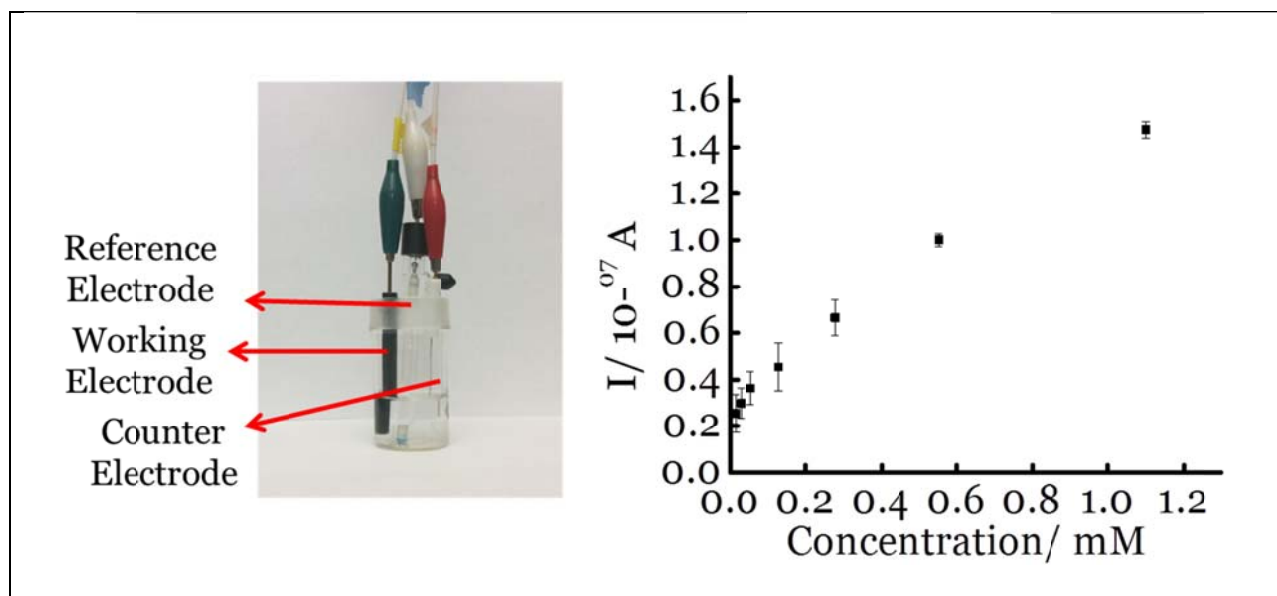 Reference
Electrode
Working
Electrode
Counter
Electrode
I/ 10-⁰⁷ A
1.6
1.4
1.2
1.0
0.8
0.6
0.4
0.2
0.0
0.0 0.2 0.4 0.6 0.8 1.0 1.2
Concentration/ mM